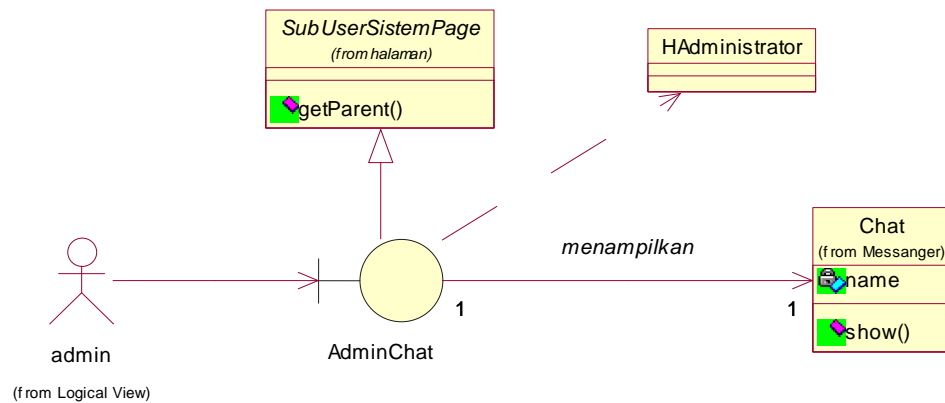 SubUserSistemPage
(from halaman)
getParent()
HAdministrator
menampilkan
Chat
(from Messanger)
name
show()
1
1
AdminChat
admin
(from Logical View)